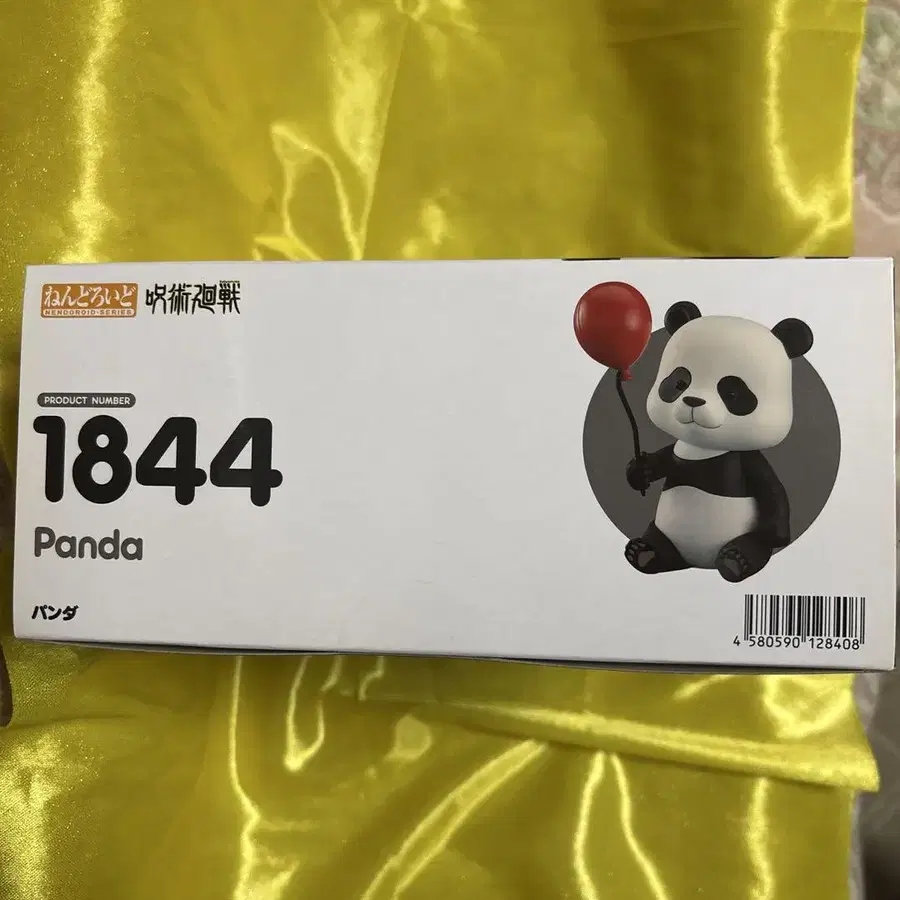 ねんどろいど
NENDOROID-SERIES
呪術廻戦
PRODUCT NUMBER
1844
Panda
パンダ
4 580590 128408